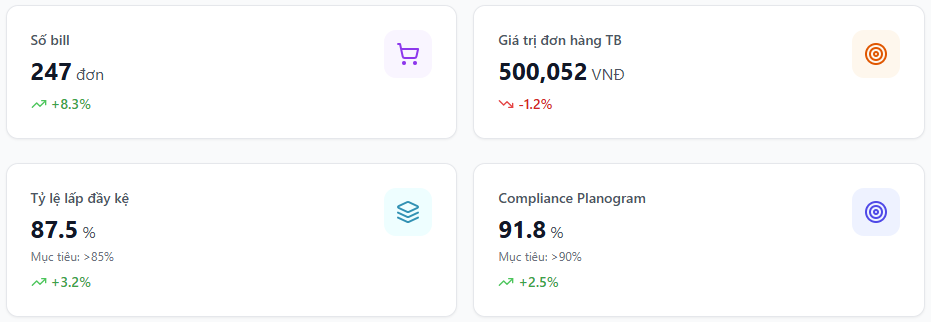 Số bill
247 đơn
+8.3%
Giá trị đơn hàng TB
500,052 VNĐ
-1.2%
Tỷ lệ lấp đầy kệ
87.5 %
Mục tiêu: >85%
+3.2%
Compliance Planogram
91.8 %
Mục tiêu: >90%
+2.5%